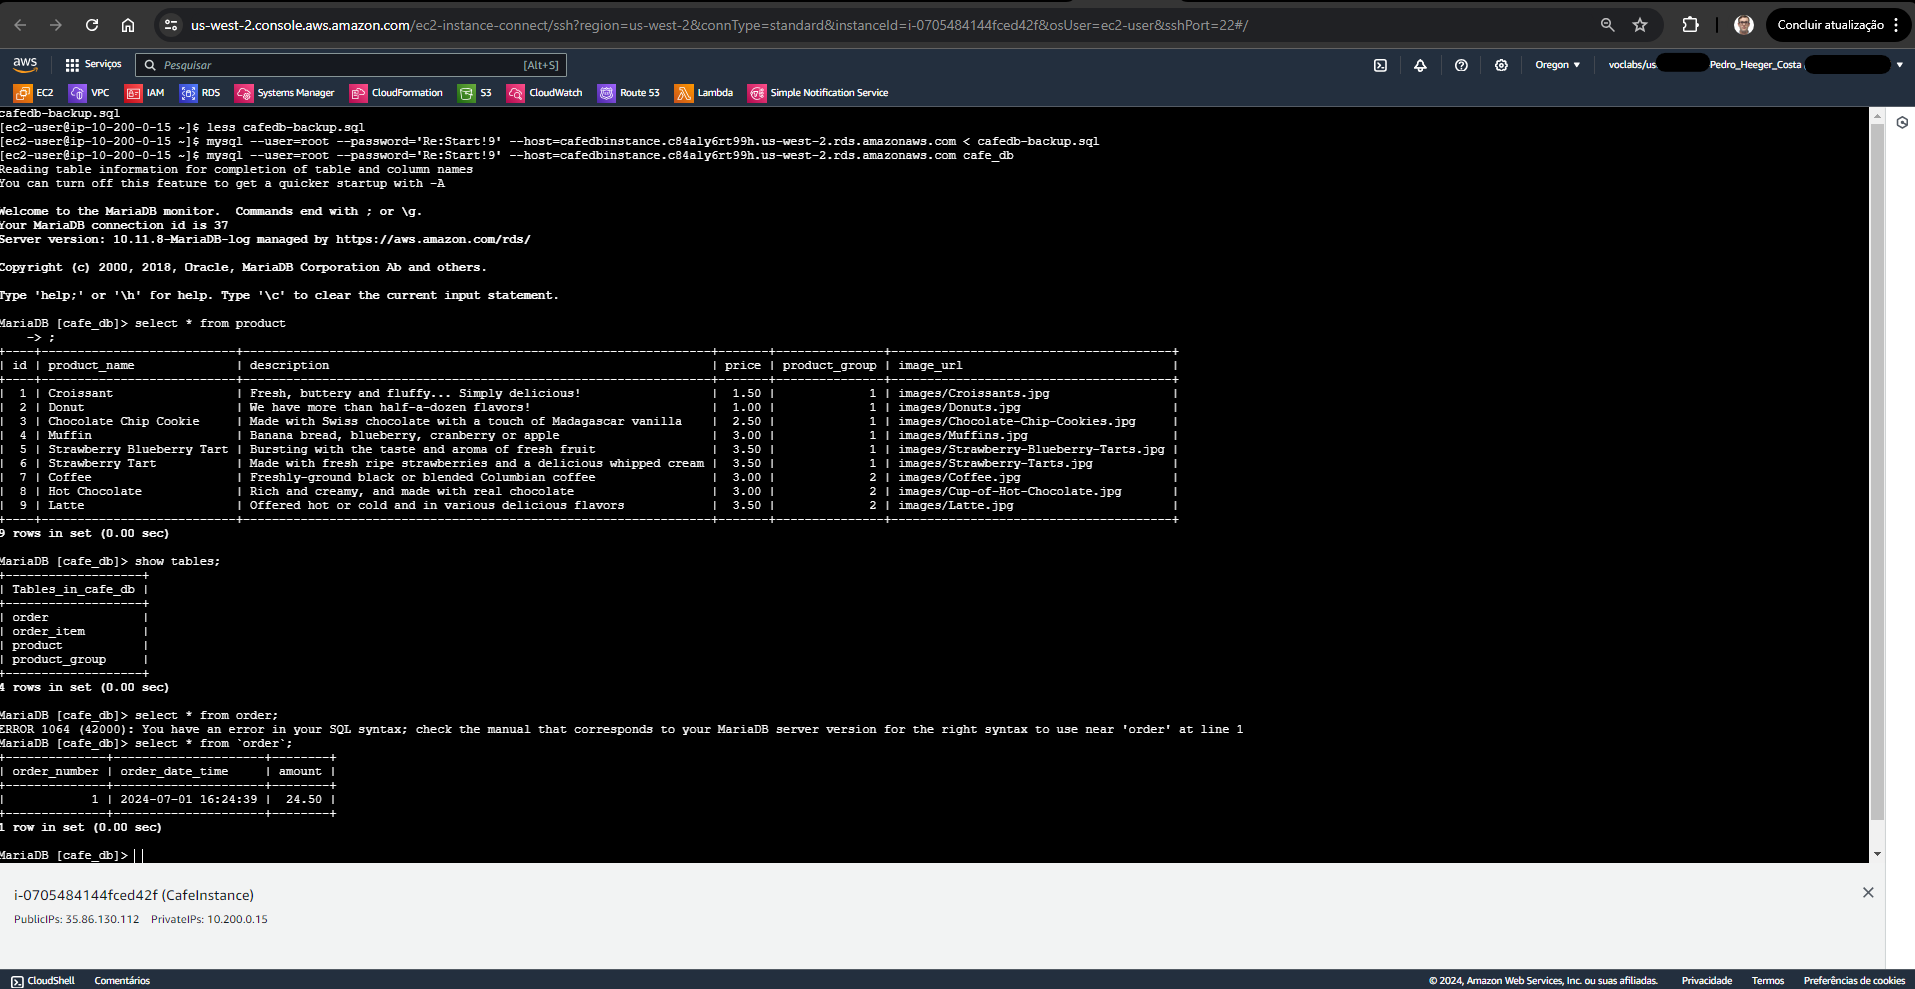 us-west-2.console.aws.amazon.com/ec2-instance-connect/ssh?region=us-west-2&connType=standard&instanceId=i-0705484144fced42f&osUser=ec2-user&sshPort=22#/
Concluir atualização
aws Serviços Pesquisar [Alt+S] Oregon voclabs/us Pedro_Heeger_Costa
EC2 VPC IAM RDS Systems Manager CloudFormation S3 CloudWatch Route 53 Lambda Simple Notification Service
cafedb-backup.sql
[ec2-user@ip-10-200-0-15 ~]$ less cafedb-backup.sql
[ec2-user@ip-10-200-0-15 ~]$ mysql --user=root --password='Re:Start!9' --host=cafedbinstance.c84aly6rt99h.us-west-2.rds.amazonaws.com < cafedb-backup.sql
[ec2-user@ip-10-200-0-15 ~]$ mysql --user=root --password='Re:Start!9' --host=cafedbinstance.c84aly6rt99h.us-west-2.rds.amazonaws.com cafe_db
Reading table information for completion of table and column names
You can turn off this feature to get a quicker startup with -A
Welcome to the MariaDB monitor.  Commands end with ; or \g.
Your MariaDB connection id is 37
Server version: 10.11.8-MariaDB-log managed by https://aws.amazon.com/rds/
Copyright (c) 2000, 2018, Oracle, MariaDB Corporation Ab and others.
Type 'help;' or '\h' for help. Type '\c' to clear the current input statement.
MariaDB [cafe_db]> select * from product
    -> ;
+----+---------------------------+----------------------------------------------------------------+-------+---------------+---------------------------------------+
| id | product_name              | description                                                    | price | product_group | image_url                             |
+----+---------------------------+----------------------------------------------------------------+-------+---------------+---------------------------------------+
|  1 | Croissant                 | Fresh, buttery and fluffy... Simply delicious!                 |  1.50 |             1 | images/Croissants.jpg                 |
|  2 | Donut                     | We have more than half-a-dozen flavors!                        |  1.00 |             1 | images/Donuts.jpg                     |
|  3 | Chocolate Chip Cookie     | Made with Swiss chocolate with a touch of Madagascar vanilla   |  2.50 |             1 | images/Chocolate-Chip-Cookies.jpg     |
|  4 | Muffin                    | Banana bread, blueberry, cranberry or apple                    |  3.00 |             1 | images/Muffins.jpg                    |
|  5 | Strawberry Blueberry Tart | Bursting with the taste and aroma of fresh fruit               |  3.50 |             1 | images/Strawberry-Blueberry-Tarts.jpg |
|  6 | Strawberry Tart           | Made with fresh ripe strawberries and a delicious whipped cream |  3.50 |             1 | images/Strawberry-Tarts.jpg           |
|  7 | Coffee                    | Freshly-ground black or blended Columbian coffee               |  3.00 |             2 | images/Coffee.jpg                     |
|  8 | Hot Chocolate             | Rich and creamy, and made with real chocolate                  |  3.00 |             2 | images/Cup-of-Hot-Chocolate.jpg       |
|  9 | Latte                     | Offered hot or cold and in various delicious flavors           |  3.50 |             2 | images/Latte.jpg                      |
+----+---------------------------+----------------------------------------------------------------+-------+---------------+---------------------------------------+
9 rows in set (0.00 sec)
MariaDB [cafe_db]> show tables;
+-------------------+
| Tables_in_cafe_db |
+-------------------+
| order             |
| order_item        |
| product           |
| product_group     |
+-------------------+
4 rows in set (0.00 sec)
MariaDB [cafe_db]> select * from order;
ERROR 1064 (42000): You have an error in your SQL syntax; check the manual that corresponds to your MariaDB server version for the right syntax to use near 'order' at line 1
MariaDB [cafe_db]> select * from `order`;
+--------------+---------------------+--------+
| order_number | order_date_time     | amount |
+--------------+---------------------+--------+
|            1 | 2024-07-01 16:24:39 |  24.50 |
+--------------+---------------------+--------+
1 row in set (0.00 sec)
MariaDB [cafe_db]>
i-0705484144fced42f (CafeInstance)
PublicIPs: 35.86.130.112 PrivateIPs: 10.200.0.15
CloudShell Comentários © 2024, Amazon Web Services, Inc. ou suas afiliadas. Privacidade Termos Preferências de cookies